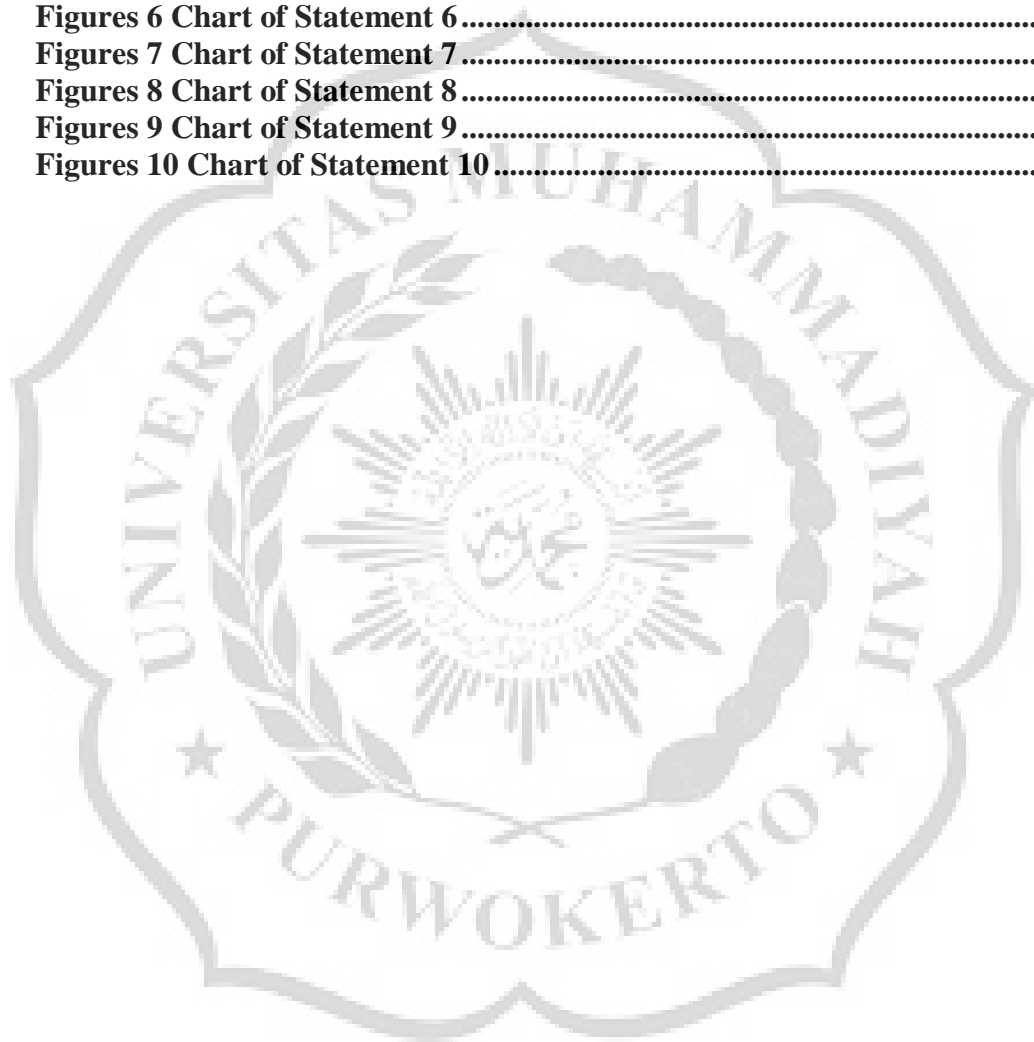 Figures 6 Chart of Statement 6..........................................................................................
Figures 7 Chart of Statement 7..........................................................................................
Figures 8 Chart of Statement 8..........................................................................................
Figures 9 Chart of Statement 9..........................................................................................
Figures 10 Chart of Statement 10.....................................................................................
UNIVERSITAS MUHAMMADIYAH
PURWOKERTO